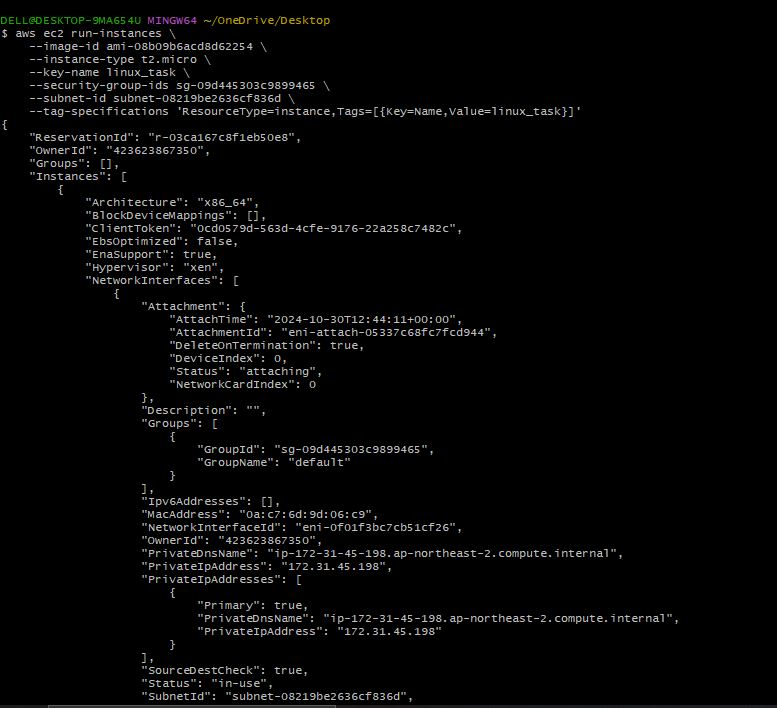 DELL@DESKTOP-9MA654U MINGW64 ~/OneDrive/Desktop
$ aws ec2 run-instances \
    --image-id ami-08b09b6acd8d62254 \
    --instance-type t2.micro \
    --key-name linux_task \
    --security-group-ids sg-09d445303c9899465 \
    --subnet-id subnet-08219be2636cf836d \
    --tag-specifications 'ResourceType=instance,Tags=[{Key=Name,Value=linux_task}]'
{
    "ReservationId": "r-03ca167c8f1eb50e8",
    "OwnerId": "423623867350",
    "Groups": [],
    "Instances": [
        {
            "Architecture": "x86_64",
            "BlockDeviceMappings": [],
            "ClientToken": "0cd0579d-563d-4cfe-9176-22a258c7482c",
            "EbsOptimized": false,
            "EnaSupport": true,
            "Hypervisor": "xen",
            "NetworkInterfaces": [
                {
                    "Attachment": {
                        "AttachTime": "2024-10-30T12:44:11+00:00",
                        "AttachmentId": "eni-attach-05337c68fc7fcd944",
                        "DeleteOnTermination": true,
                        "DeviceIndex": 0,
                        "Status": "attaching",
                        "NetworkCardIndex": 0
                    },
                    "Description": "",
                    "Groups": [
                        {
                            "GroupId": "sg-09d445303c9899465",
                            "GroupName": "default"
                        }
                    ],
                    "Ipv6Addresses": [],
                    "MacAddress": "0a:c7:6d:9d:06:c9",
                    "NetworkInterfaceId": "eni-0f01f3bc7cb51cf26",
                    "OwnerId": "423623867350",
                    "PrivateDnsName": "ip-172-31-45-198.ap-northeast-2.compute.internal",
                    "PrivateIpAddress": "172.31.45.198",
                    "PrivateIpAddresses": [
                        {
                            "Primary": true,
                            "PrivateDnsName": "ip-172-31-45-198.ap-northeast-2.compute.internal",
                            "PrivateIpAddress": "172.31.45.198"
                        }
                    ],
                    "SourceDestCheck": true,
                    "Status": "in-use",
                    "SubnetId": "subnet-08219be2636cf836d",